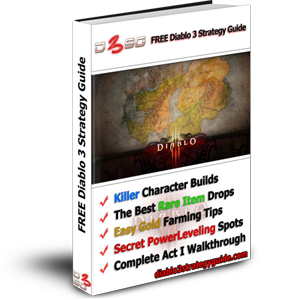 FREE Diablo 3 Strategy Guide
D3SG FREE Diablo 3 Strategy Guide
DIABLO
III
Killer Character Builds
The Best Rare Item Drops
Easy Gold Farming Tips
Secret PowerLeveling Spots
Complete Act I Walkthrough
diablo3strategyguide.com